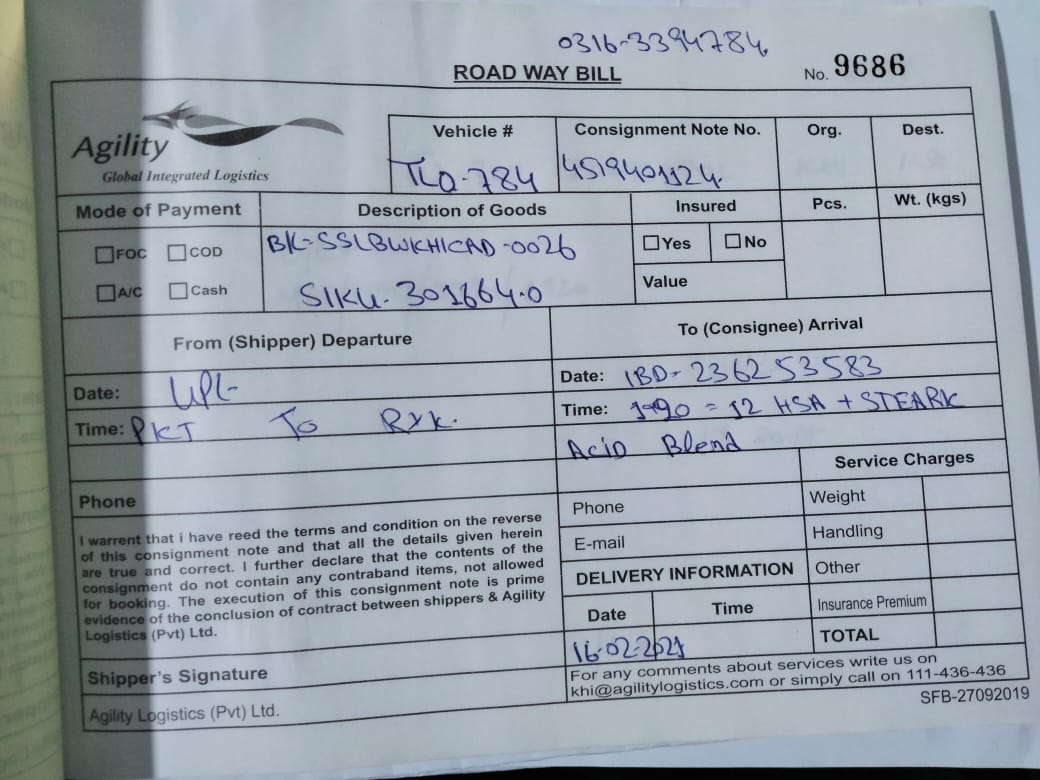 0316-3394784
ROAD WAY BILL
No. 9686
Agility
Global Integrated Logistics
Vehicle #
Consignment Note No.
Org.
Dest.
TLQ-784
4519401124
Mode of Payment
Description of Goods
Insured
Pcs.
Wt. (kgs)
FOC
COD
A/C
Cash
BK-SSLBWKHICAD-0026
SIKU-301664-0
Yes
No
Value
From (Shipper) Departure
To (Consignee) Arrival
Date: UPL
Date: IBD-236253583
Time: PKT To RYK.
Time: 1*90 = 12 HSA + STEARK
Acid Blend
Phone
I warrent that i have reed the terms and condition on the reverse
of this consignment note and that all the details given herein
are true and correct. I further declare that the contents of the
consignment do not contain any contraband items, not allowed
for booking. The execution of this consignment note is prime
evidence of the conclusion of contract between shippers & Agility
Logistics (Pvt) Ltd.
Shipper's Signature
Agility Logistics (Pvt) Ltd.
Phone
E-mail
DELIVERY INFORMATION
Date
Time
16-02-2021
Service Charges
Weight
Handling
Other
Insurance Premium
TOTAL
For any comments about services write us on
khi@agilitylogistics.com or simply call on 111-436-436
SFB-27092019